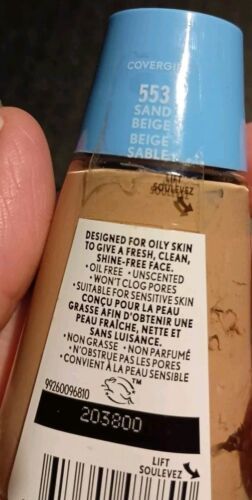 COVERGIRL
553
SAND
BEIGE
BEIGE
SABLE
LIFT
SOULEVEZ
DESIGNED FOR OILY SKIN
TO GIVE A FRESH, CLEAN,
SHINE-FREE FACE.
• OIL FREE • UNSCENTED
• WON'T CLOG PORES
• SUITABLE FOR SENSITIVE SKIN
CONÇU POUR LA PEAU
GRASSE AFIN D'OBTENIR UNE
PEAU FRAÎCHE, NETTE ET
SANS LUISANCE.
• NON GRASSE • NON PARFUMÉ
• N'OBSTRUE PAS LES PORES
• CONVIENT À LA PEAU SENSIBLE
99260096810
203800
LIFT
SOULEVEZ